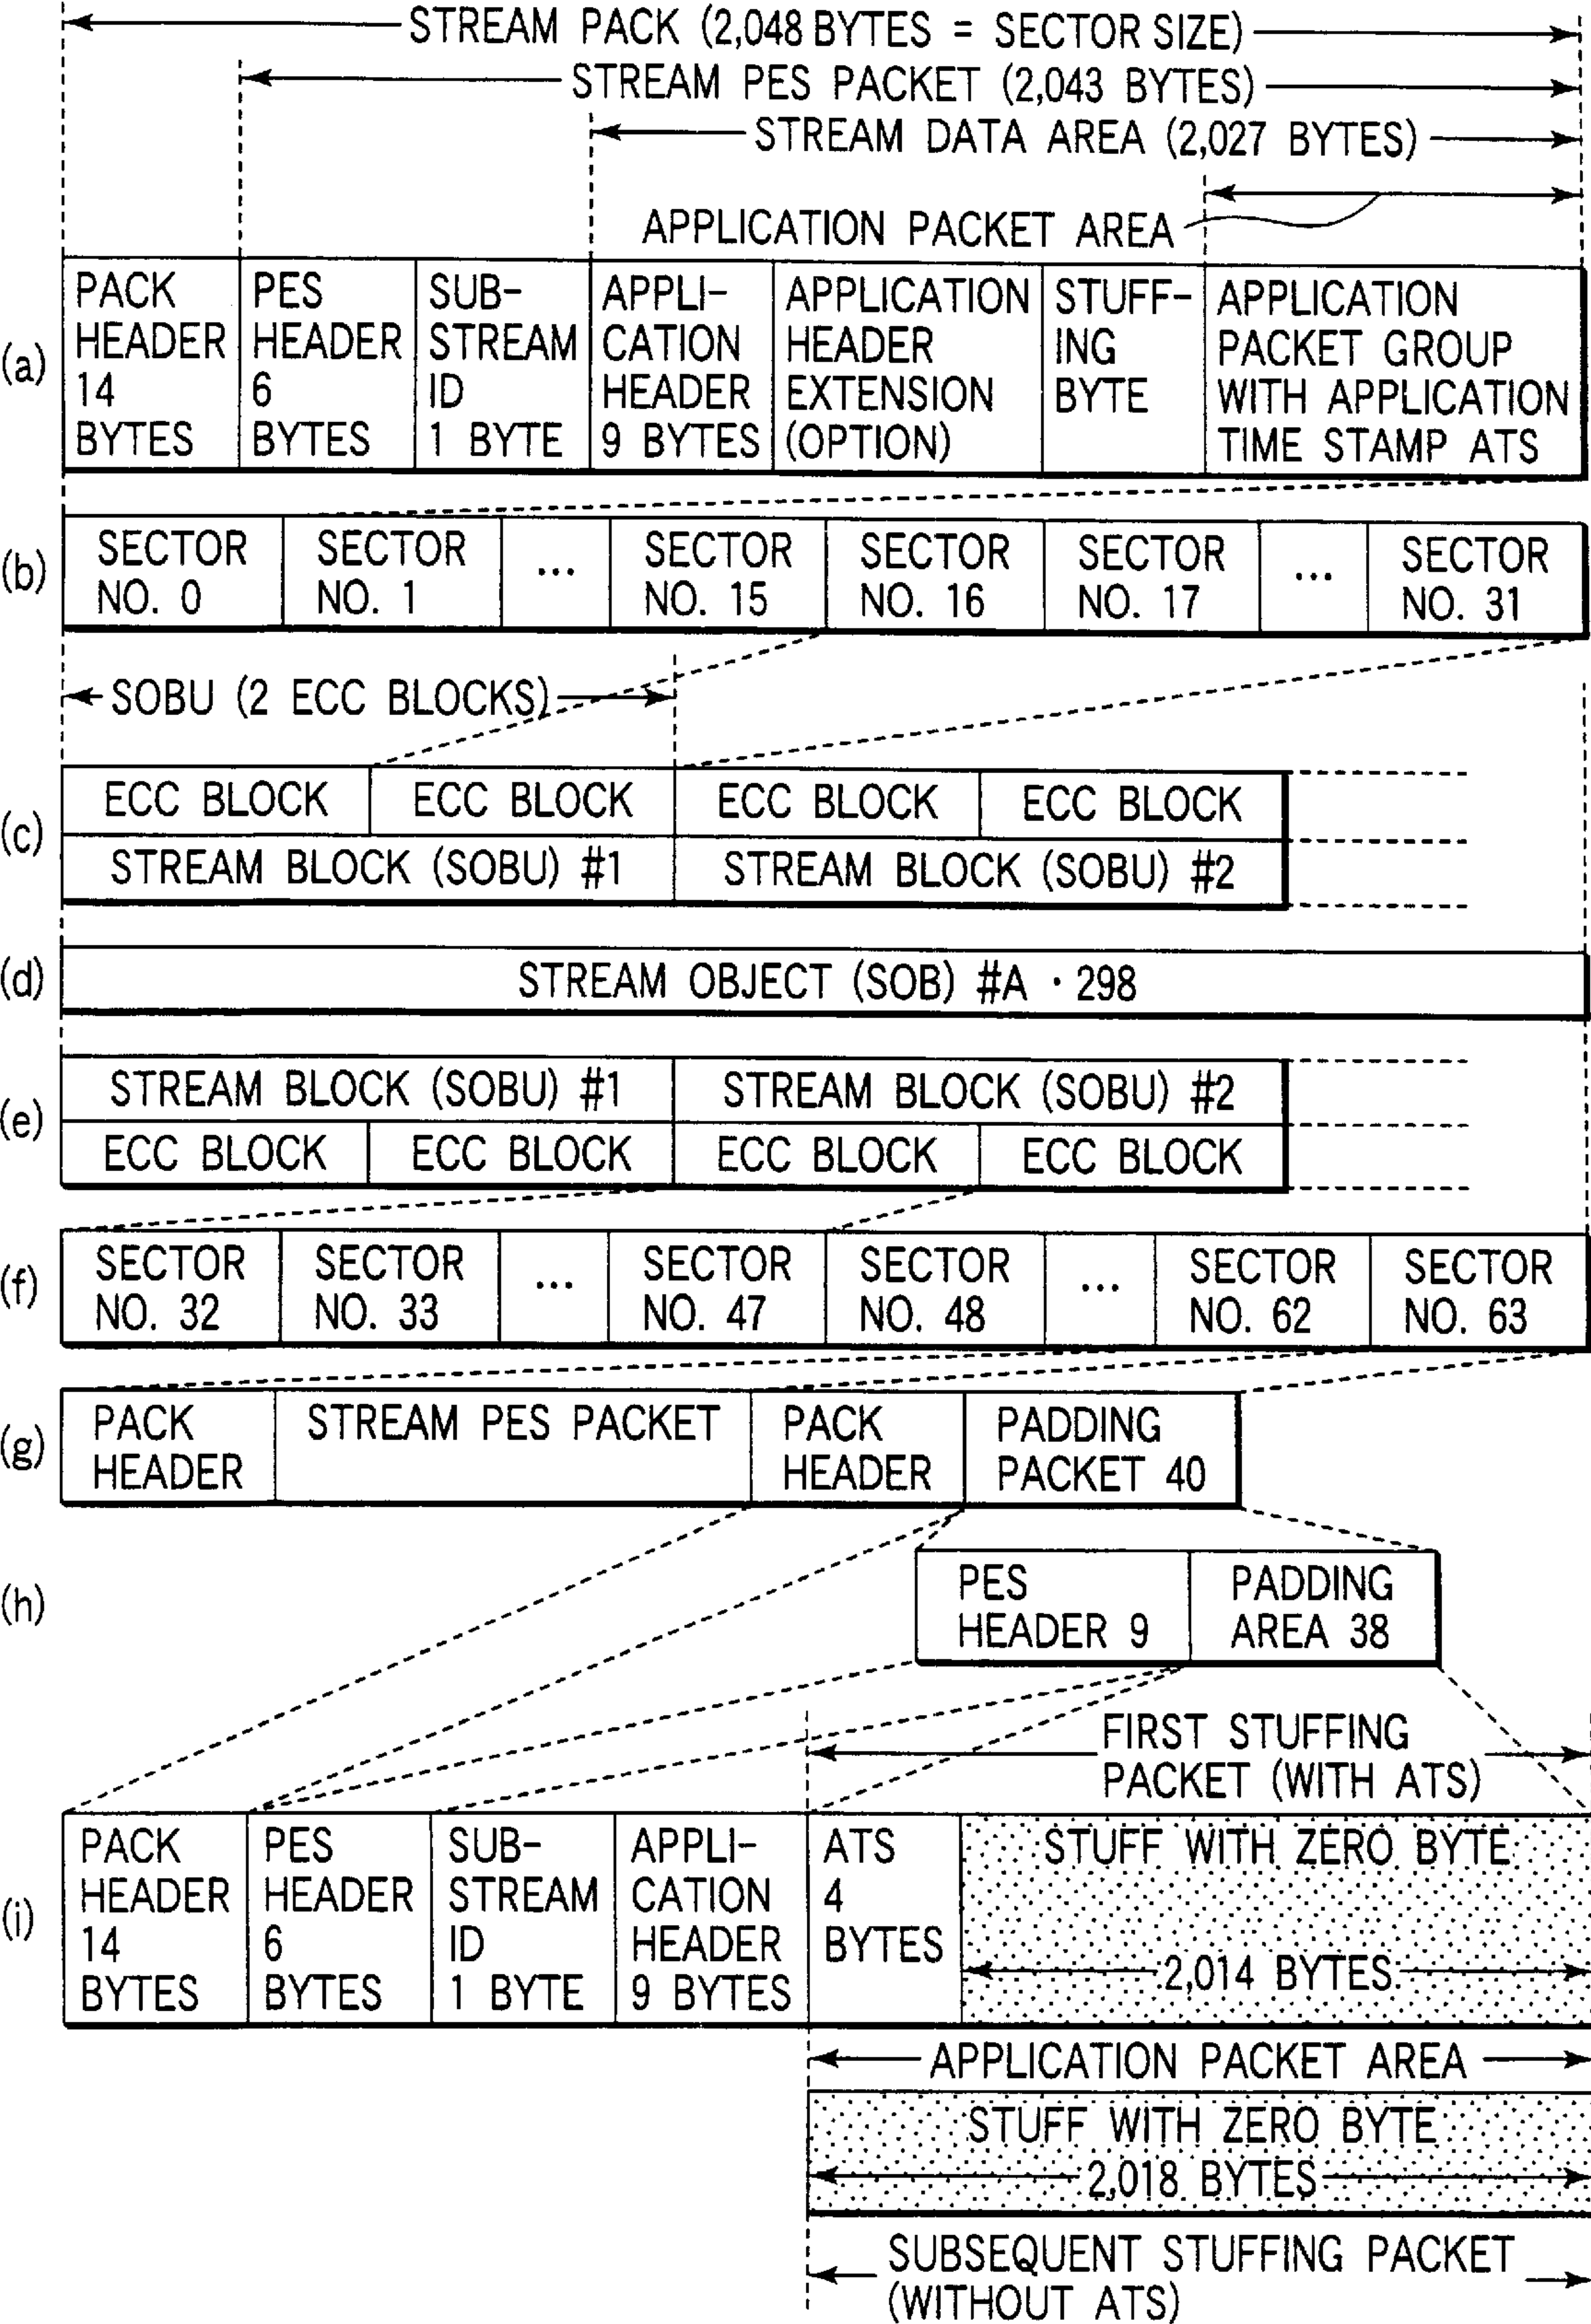 STREAM PACK (2,048 BYTES = SECTOR SIZE)
STREAM PES PACKET (2,043 BYTES)
STREAM DATA AREA (2,027 BYTES)
APPLICATION PACKET AREA
(a)
PACK
HEADER
14
BYTES
PES
HEADER
6
BYTES
SUB-
STREAM
ID
1 BYTE
APPLI-
CATION
HEADER
9 BYTES
APPLICATION
HEADER
EXTENSION
(OPTION)
STUFF-
ING
BYTE
APPLICATION
PACKET GROUP
WITH APPLICATION
TIME STAMP ATS
(b)
SECTOR
NO. 0
SECTOR
NO. 1
...
SECTOR
NO. 15
SECTOR
NO. 16
SECTOR
NO. 17
...
SECTOR
NO. 31
SOBU (2 ECC BLOCKS)
(c)
ECC BLOCK
ECC BLOCK
ECC BLOCK
ECC BLOCK
STREAM BLOCK (SOBU) #1
STREAM BLOCK (SOBU) #2
(d)
STREAM OBJECT (SOB) #A · 298
(e)
STREAM BLOCK (SOBU) #1
STREAM BLOCK (SOBU) #2
ECC BLOCK
ECC BLOCK
ECC BLOCK
ECC BLOCK
(f)
SECTOR
NO. 32
SECTOR
NO. 33
...
SECTOR
NO. 47
SECTOR
NO. 48
...
SECTOR
NO. 62
SECTOR
NO. 63
(g)
PACK
HEADER
STREAM PES PACKET
PACK
HEADER
PADDING
PACKET 40
(h)
PES
HEADER 9
PADDING
AREA 38
FIRST STUFFING
PACKET (WITH ATS)
(i)
PACK
HEADER
14
BYTES
PES
HEADER
6
BYTES
SUB-
STREAM
ID
1 BYTE
APPLI-
CATION
HEADER
9 BYTES
ATS
4
BYTES
STUFF WITH ZERO BYTE
2,014 BYTES
APPLICATION PACKET AREA
STUFF WITH ZERO BYTE
2,018 BYTES
SUBSEQUENT STUFFING PACKET
(WITHOUT ATS)